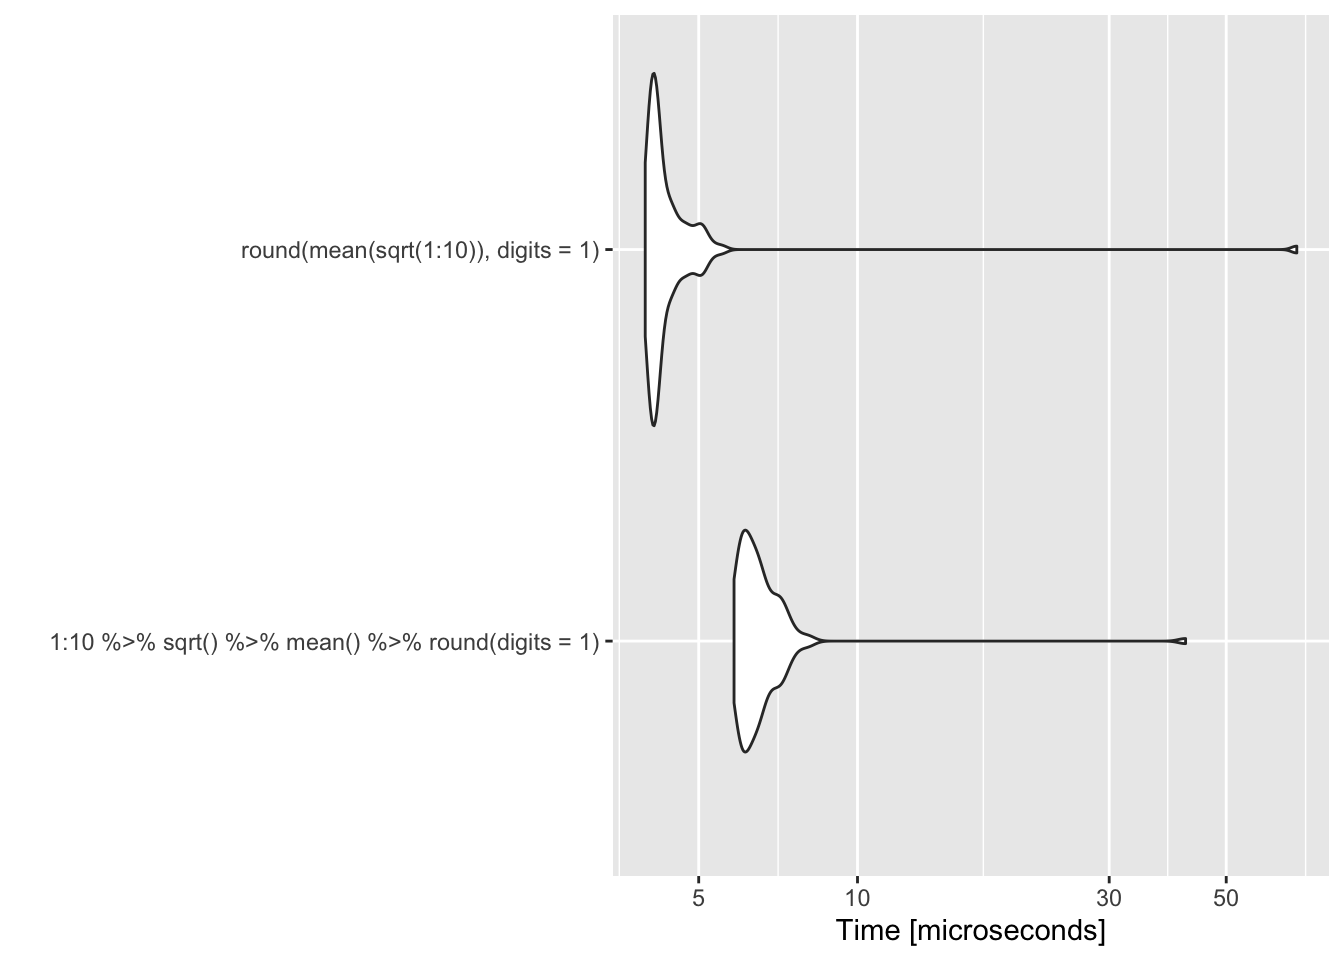 round(mean(sqrt(1:10)), digits = 1)
1:10 %>% sqrt() %>% mean() %>% round(digits = 1)
5 10 30 50
Time [microseconds]